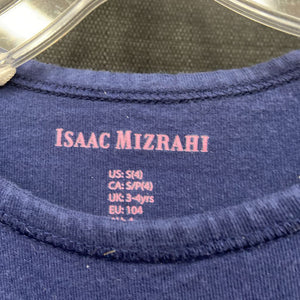 ISAAC MIZRAHI
US: S(4)
CA: S/P(4)
UK: 3-4yrs
EU: 104